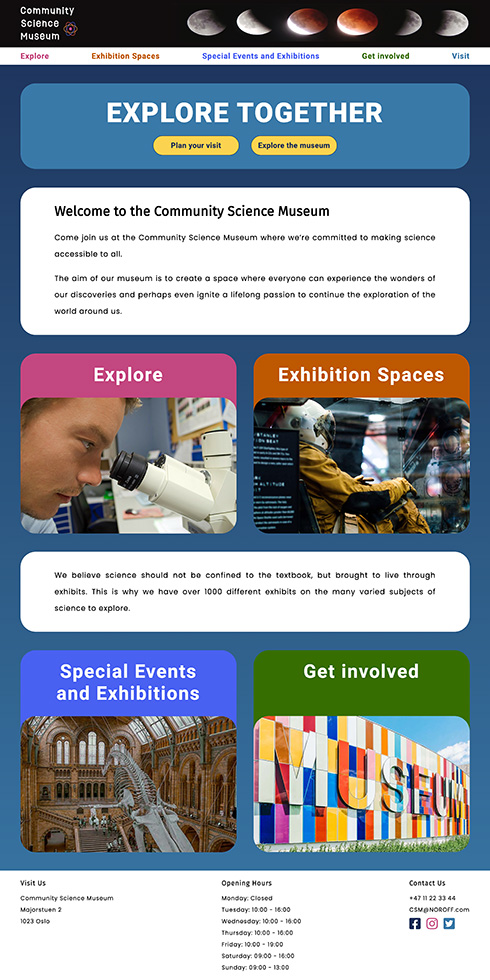 Community
Science
Museum
Explore
Exhibition Spaces
Special Events and Exhibitions
Get involved
Visit
EXPLORE TOGETHER
Plan your visit
Explore the museum
Welcome to the Community Science Museum
Come join us at the Community Science Museum where we're committed to making science
accessible to all.
The aim of our museum is to create a space where everyone can experience the wonders of
our discoveries and perhaps even ignite a lifelong passion to continue the exploration of the
world around us.
Explore
Exhibition Spaces
We believe science should not be confined to the textbook, but brought to live through
exhibits. This is why we have over 1000 different exhibits on the many varied subjects of
science to explore.
Special Events
and Exhibitions
Get involved
MUSEUM
Visit Us
Community Science Museum
Majorstuen 2
1023 Oslo
Opening Hours
Monday: Closed
Tuesday: 10:00 - 16:00
Wednesday: 10:00 - 16:00
Thursday: 10:00 - 16:00
Friday: 10:00 - 19:00
Saturday: 09:00 - 16:00
Sunday: 09:00 - 13:00
Contact Us
+47 11 22 33 44
CSM@NOROFF.com